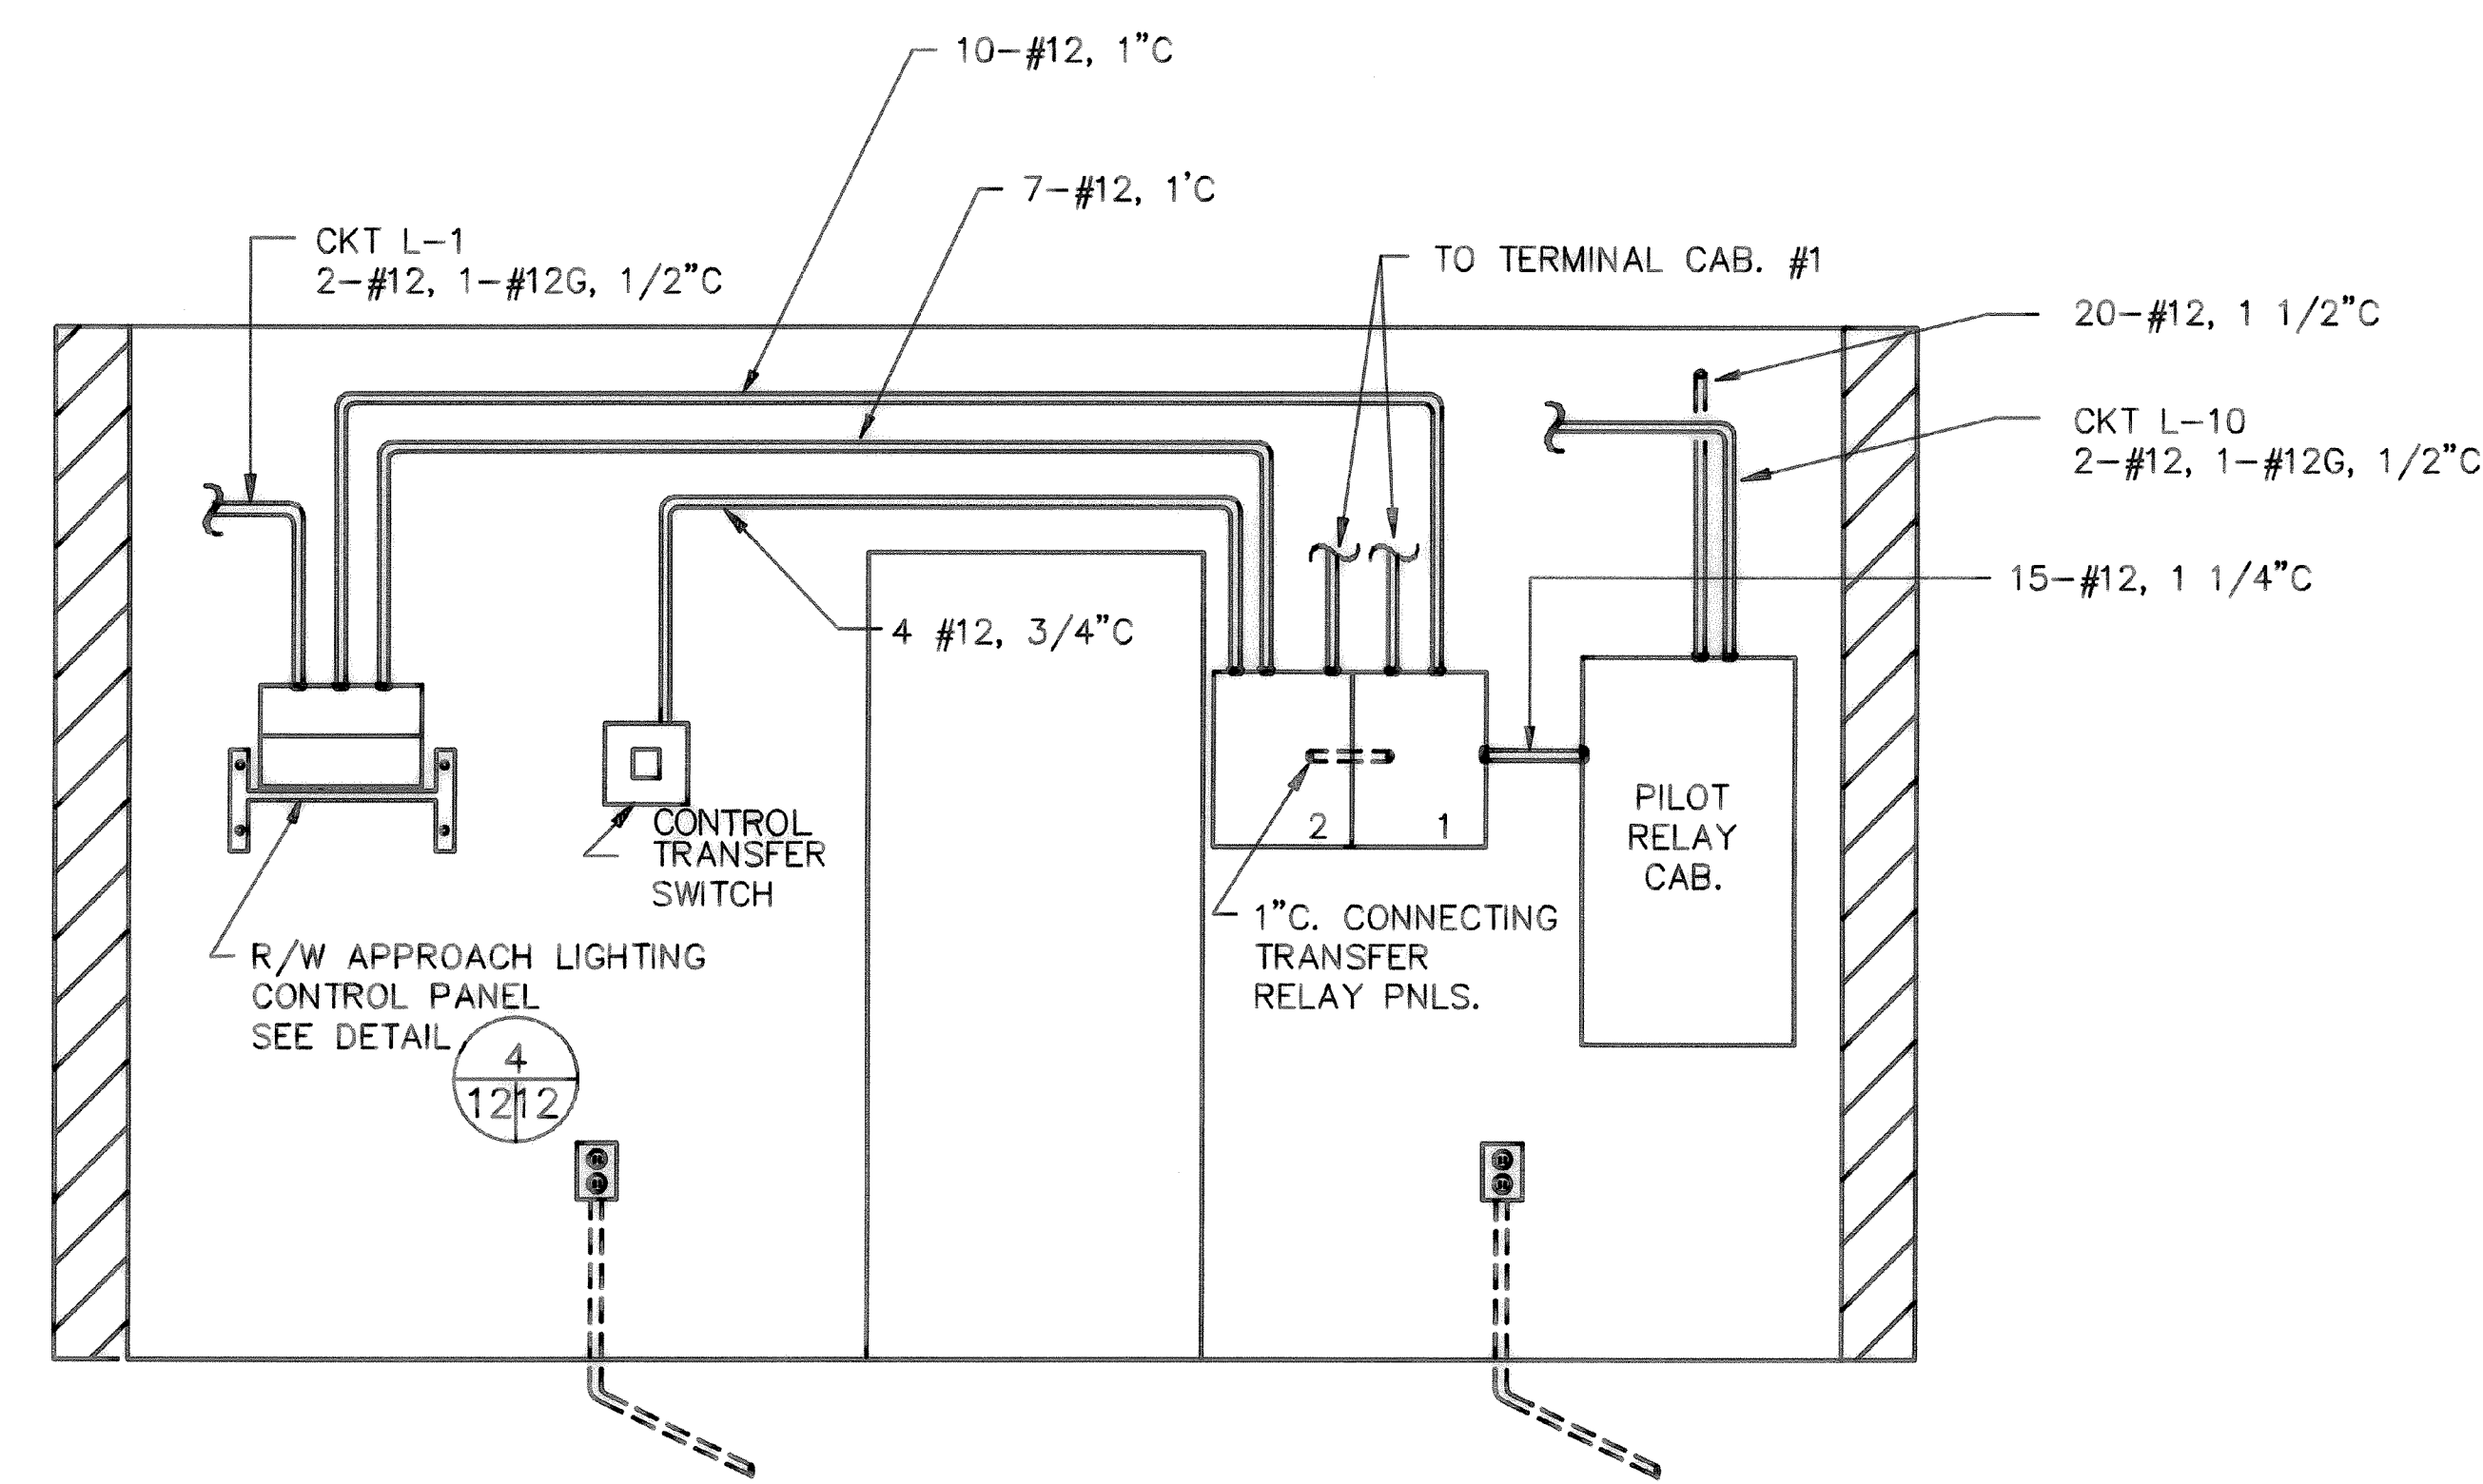 10-#12, 1"C
7-#12, 1'C
CKT L-1
2-#12, 1-#12G, 1/2"C
TO TERMINAL CAB. #1
20-#12, 1 1/2"C
CKT L-10
2-#12, 1-#12G, 1/2"C
15-#12, 1 1/4"C
4 #12, 3/4"C
CONTROL
TRANSFER
SWITCH
2
1
PILOT
RELAY
CAB.
1"C. CONNECTING
TRANSFER
RELAY PNLS.
R/W APPROACH LIGHTING
CONTROL PANEL
SEE DETAIL
4
12 12